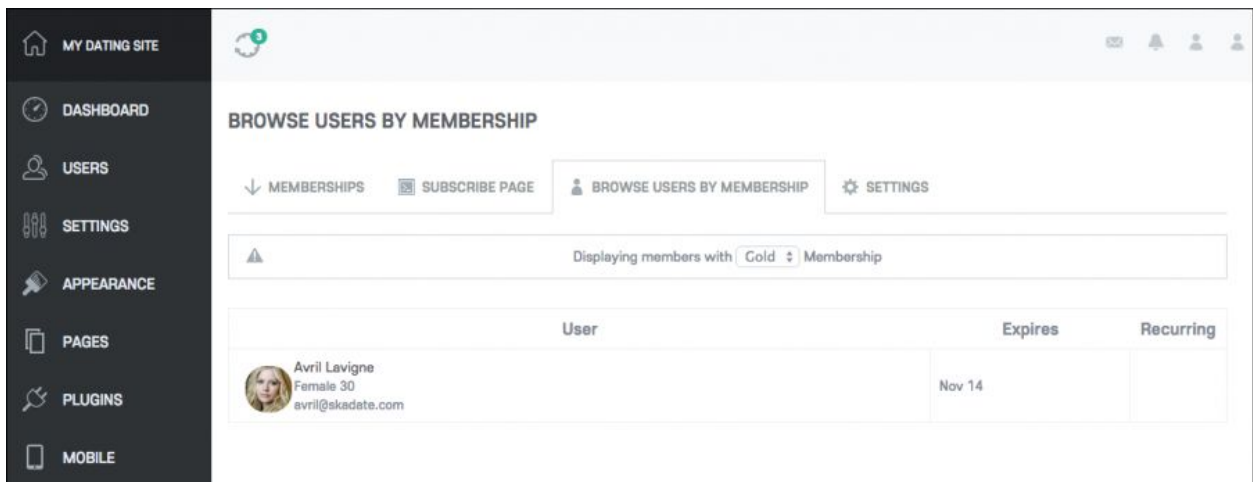 MY DATING SITE
3
DASHBOARD
USERS
SETTINGS
APPEARANCE
PAGES
PLUGINS
MOBILE
BROWSE USERS BY MEMBERSHIP
MEMBERSHIPS SUBSCRIBE PAGE BROWSE USERS BY MEMBERSHIP SETTINGS
Displaying members with Gold Membership
User Expires Recurring
Avril Lavigne
Female 30
avril@skadate.com
Nov 14